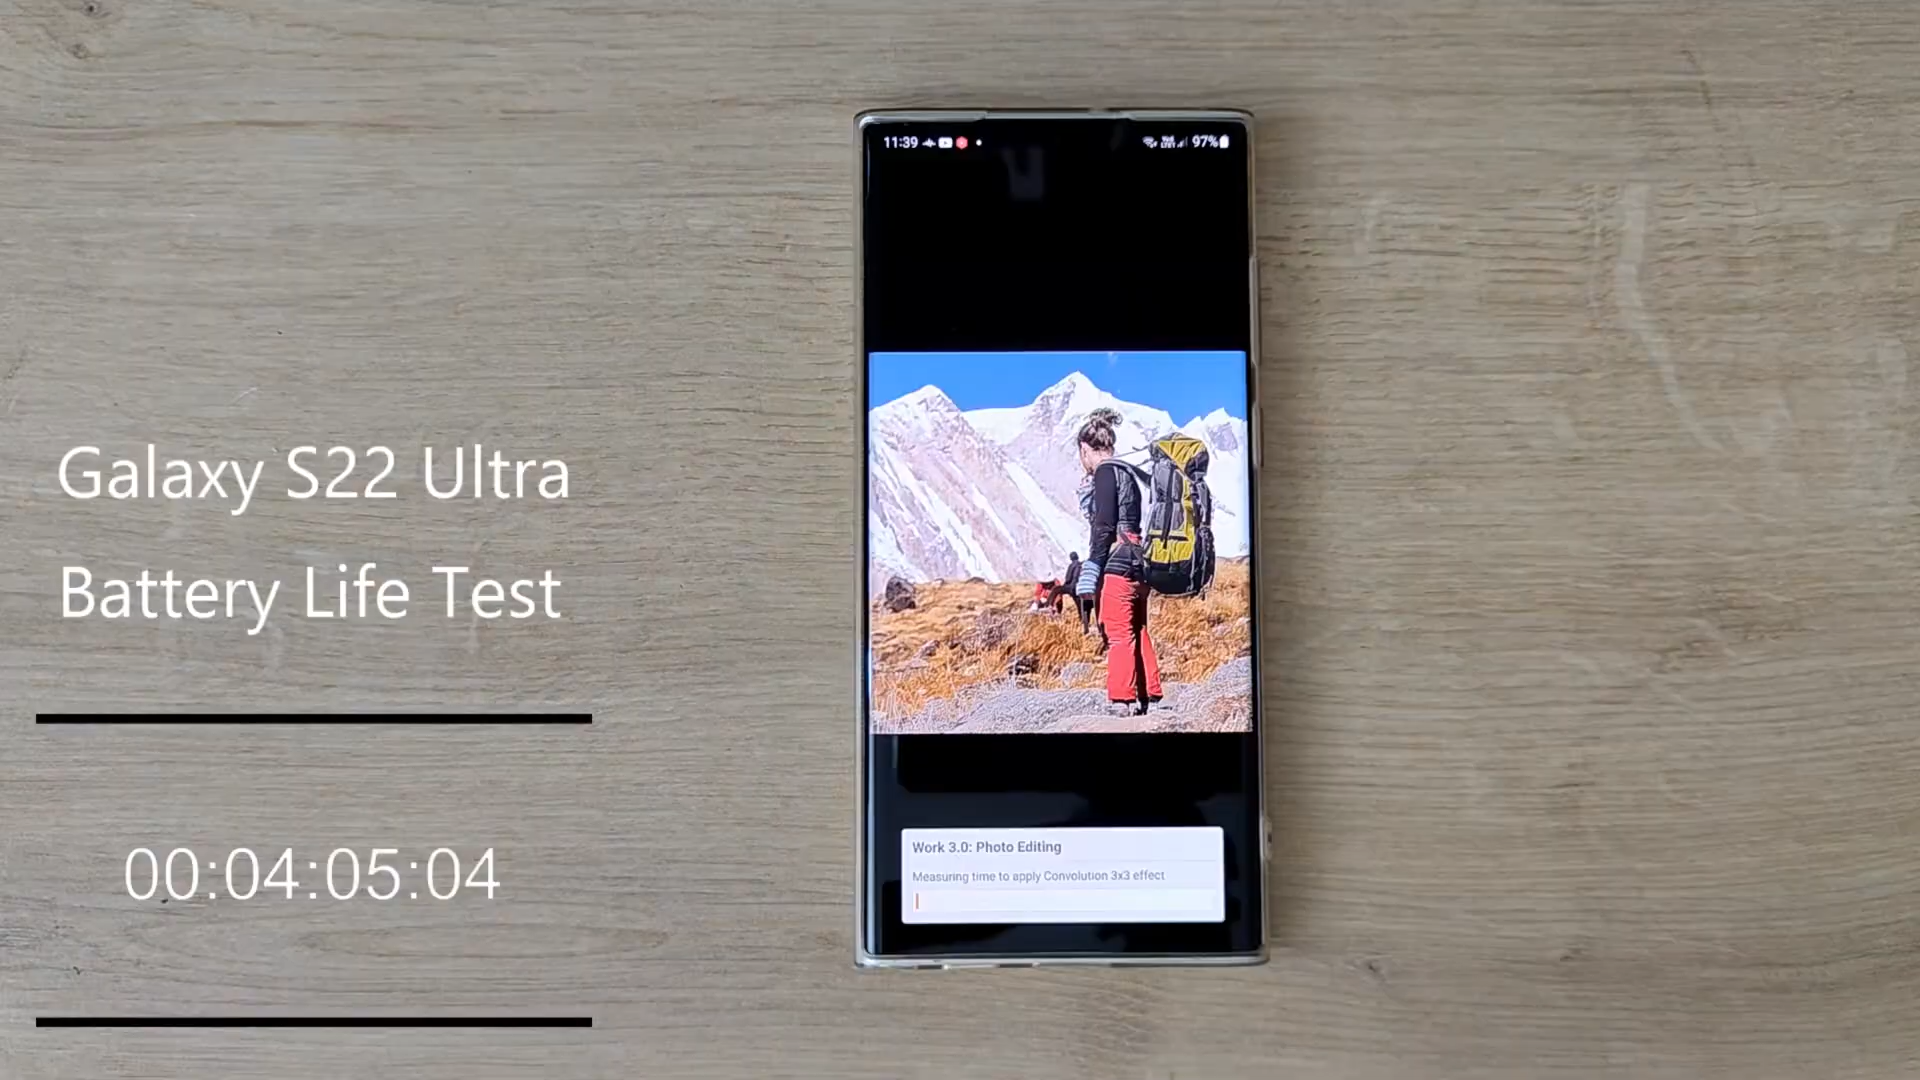 Galaxy S22 Ultra
Battery Life Test
00:04:05:04
11:39
97%
Work 3.0: Photo Editing
Measuring time to apply Convolution 3x3 effect